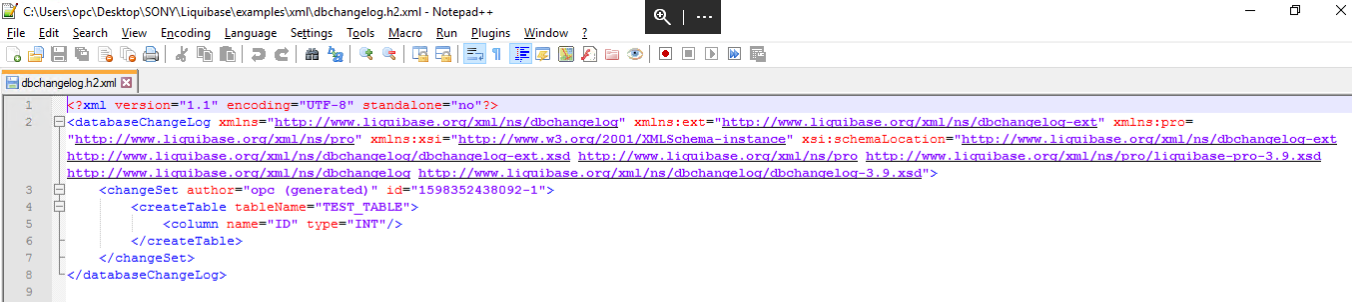 C:\Users\opc\Desktop\SONY\Liquibase\examples\xml\dbchangelog.h2.xml - Notepad++
File Edit Search View Encoding Language Settings Tools Macro Run Plugins Window ?
dbchangelog.h2.xml
1 <?xml version="1.1" encoding="UTF-8" standalone="no"?>
2 <databaseChangeLog xmlns="http://www.liquibase.org/xml/ns/dbchangelog" xmlns:ext="http://www.liquibase.org/xml/ns/dbchangelog-ext" xmlns:pro=
"http://www.liquibase.org/xml/ns/pro" xmlns:xsi="http://www.w3.org/2001/XMLSchema-instance" xsi:schemaLocation="http://www.liquibase.org/xml/ns/dbchangelog-ext
http://www.liquibase.org/xml/ns/dbchangelog/dbchangelog-ext.xsd http://www.liquibase.org/xml/ns/pro http://www.liquibase.org/xml/ns/pro/liquibase-pro-3.9.xsd
http://www.liquibase.org/xml/ns/dbchangelog http://www.liquibase.org/xml/ns/dbchangelog/dbchangelog-3.9.xsd">
3 <changeSet author="opc (generated)" id="1598352438092-1">
4 <createTable tableName="TEST_TABLE">
5 <column name="ID" type="INT"/>
6 </createTable>
7 </changeSet>
8 </databaseChangeLog>
9